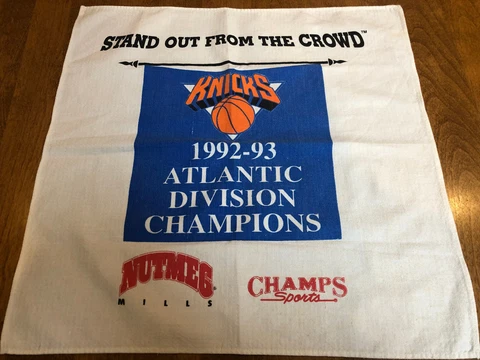 STAND OUT FROM THE CROWD™
KNICKS
1992-93
ATLANTIC
DIVISION
CHAMPIONS
NUTMEG®
MILLS
CHAMPS
Sports